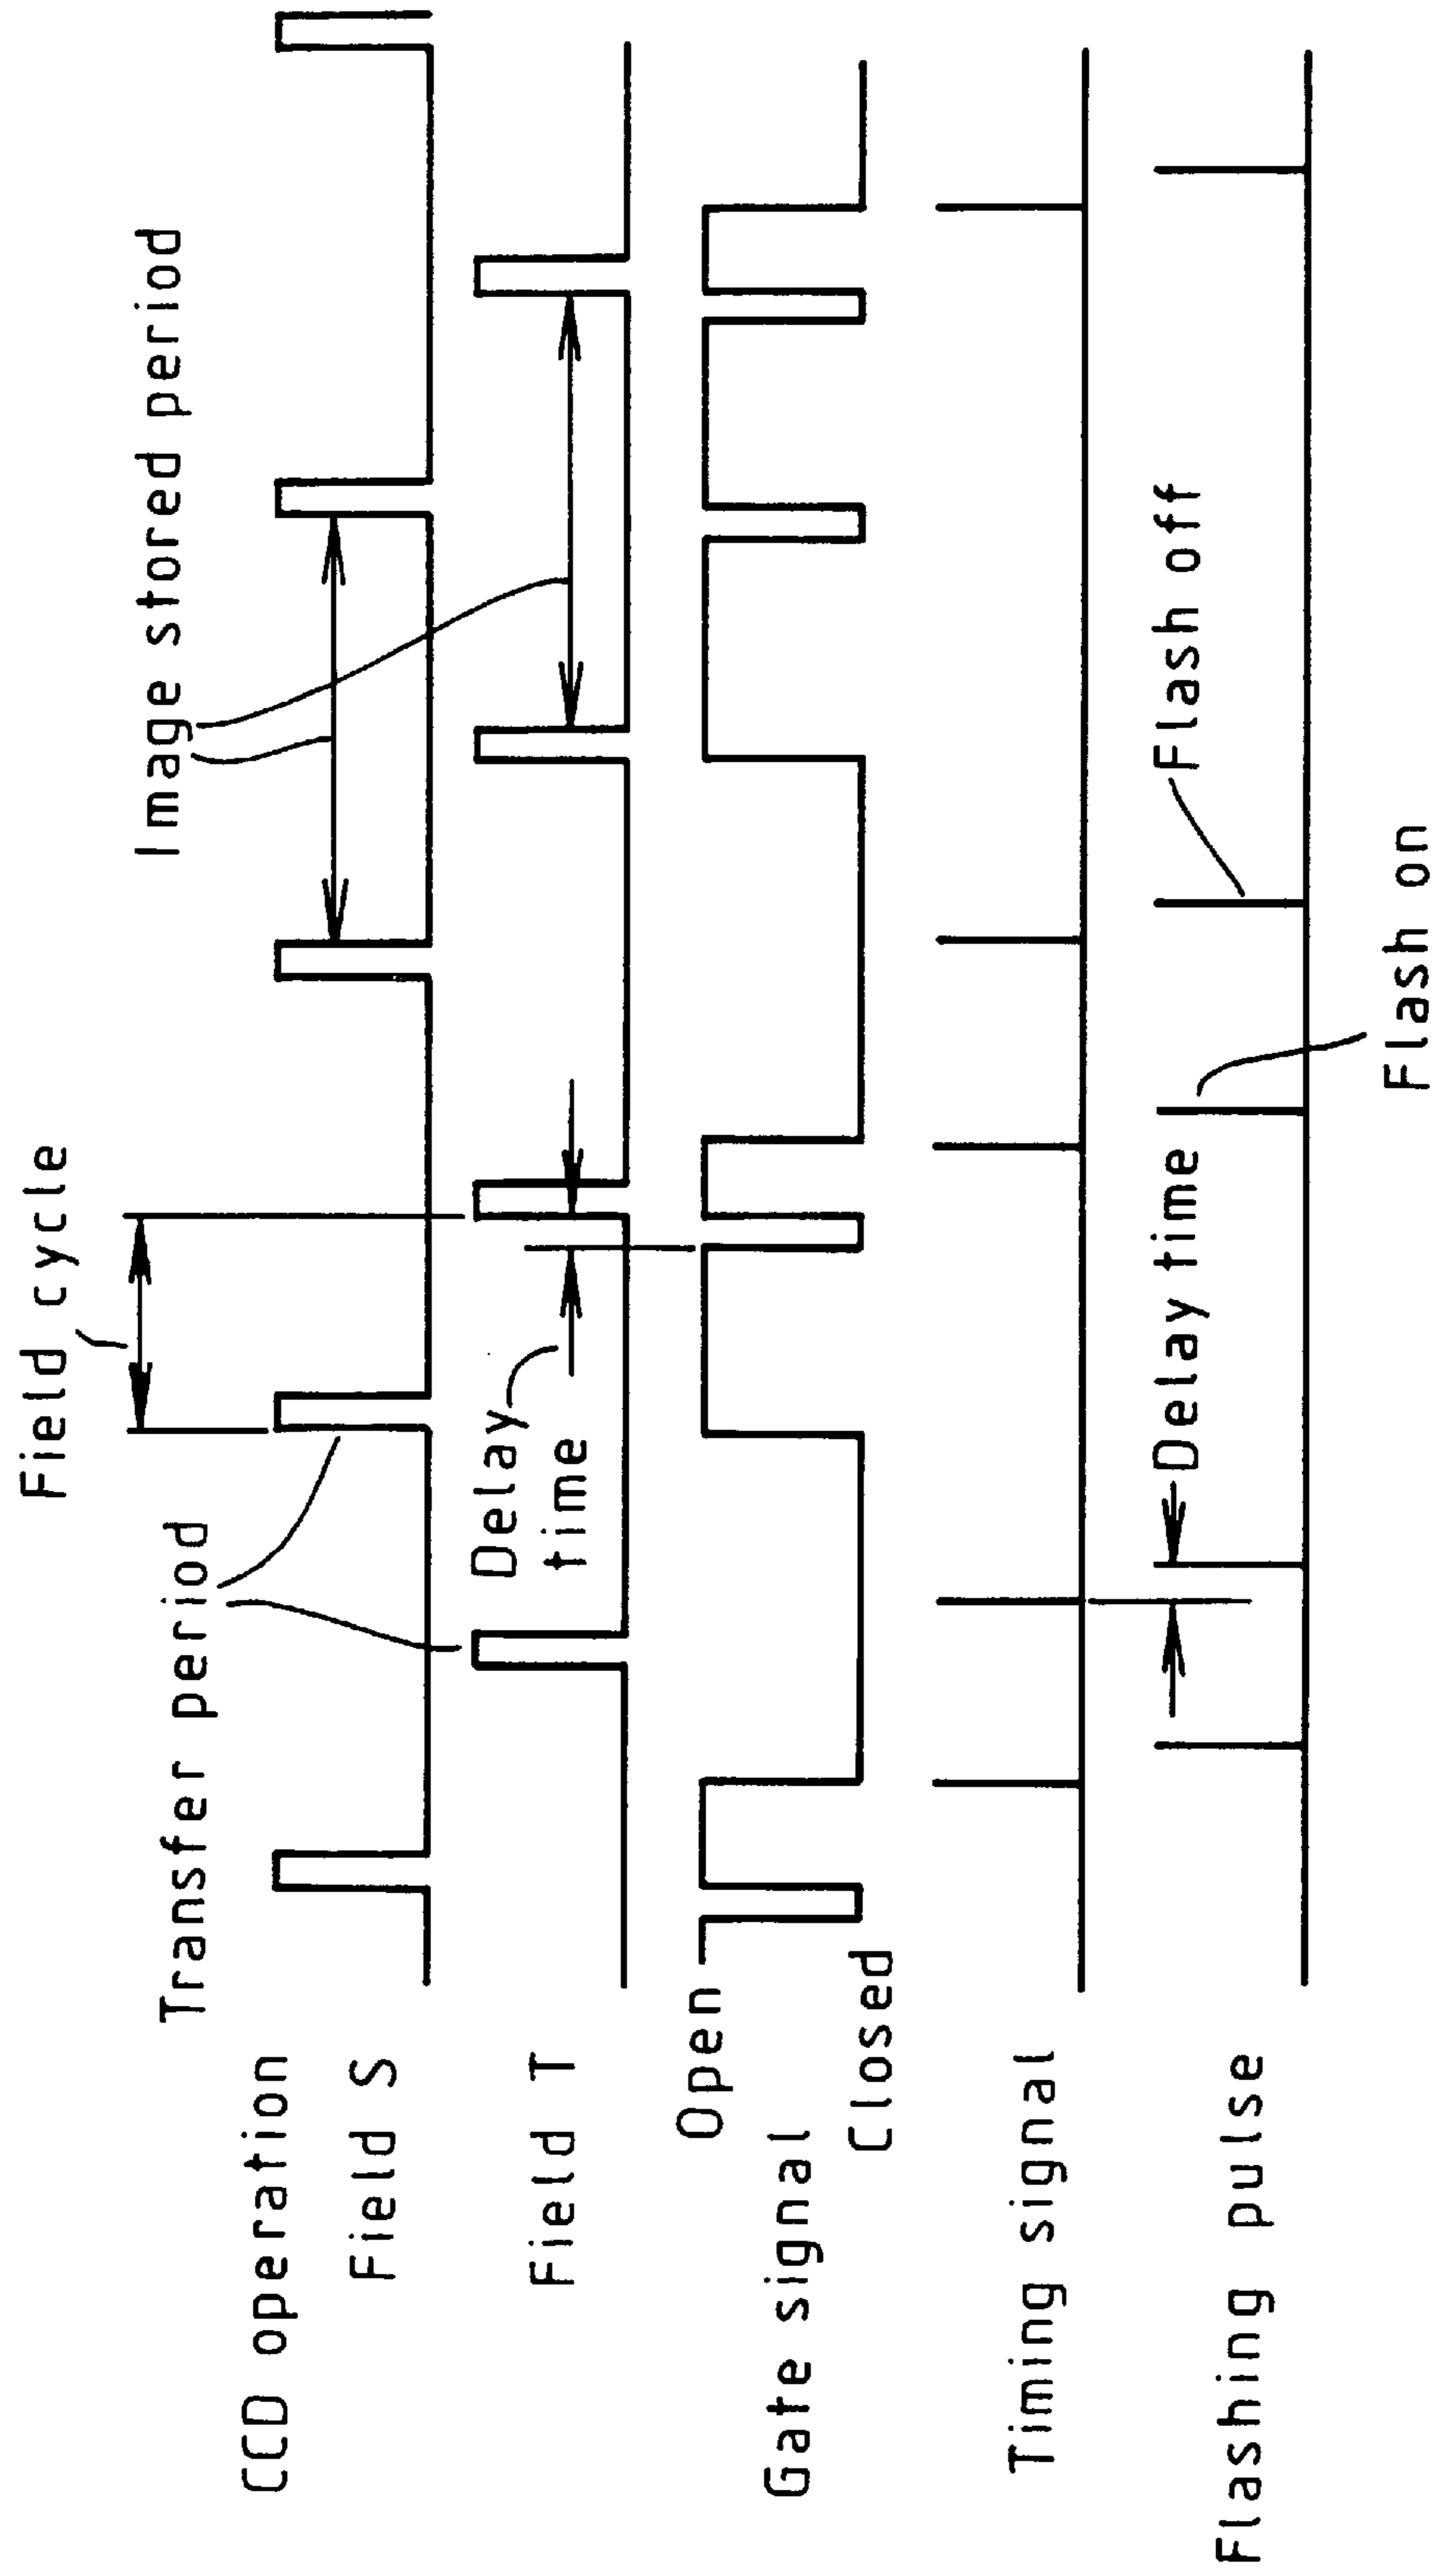 Field cycle
Transfer period
Image stored period
CCD operation
Field S
Delay
time
Field T
Open
Gate signal
Closed
Timing signal
Delay time
Flash off
Flashing pulse
Flash on